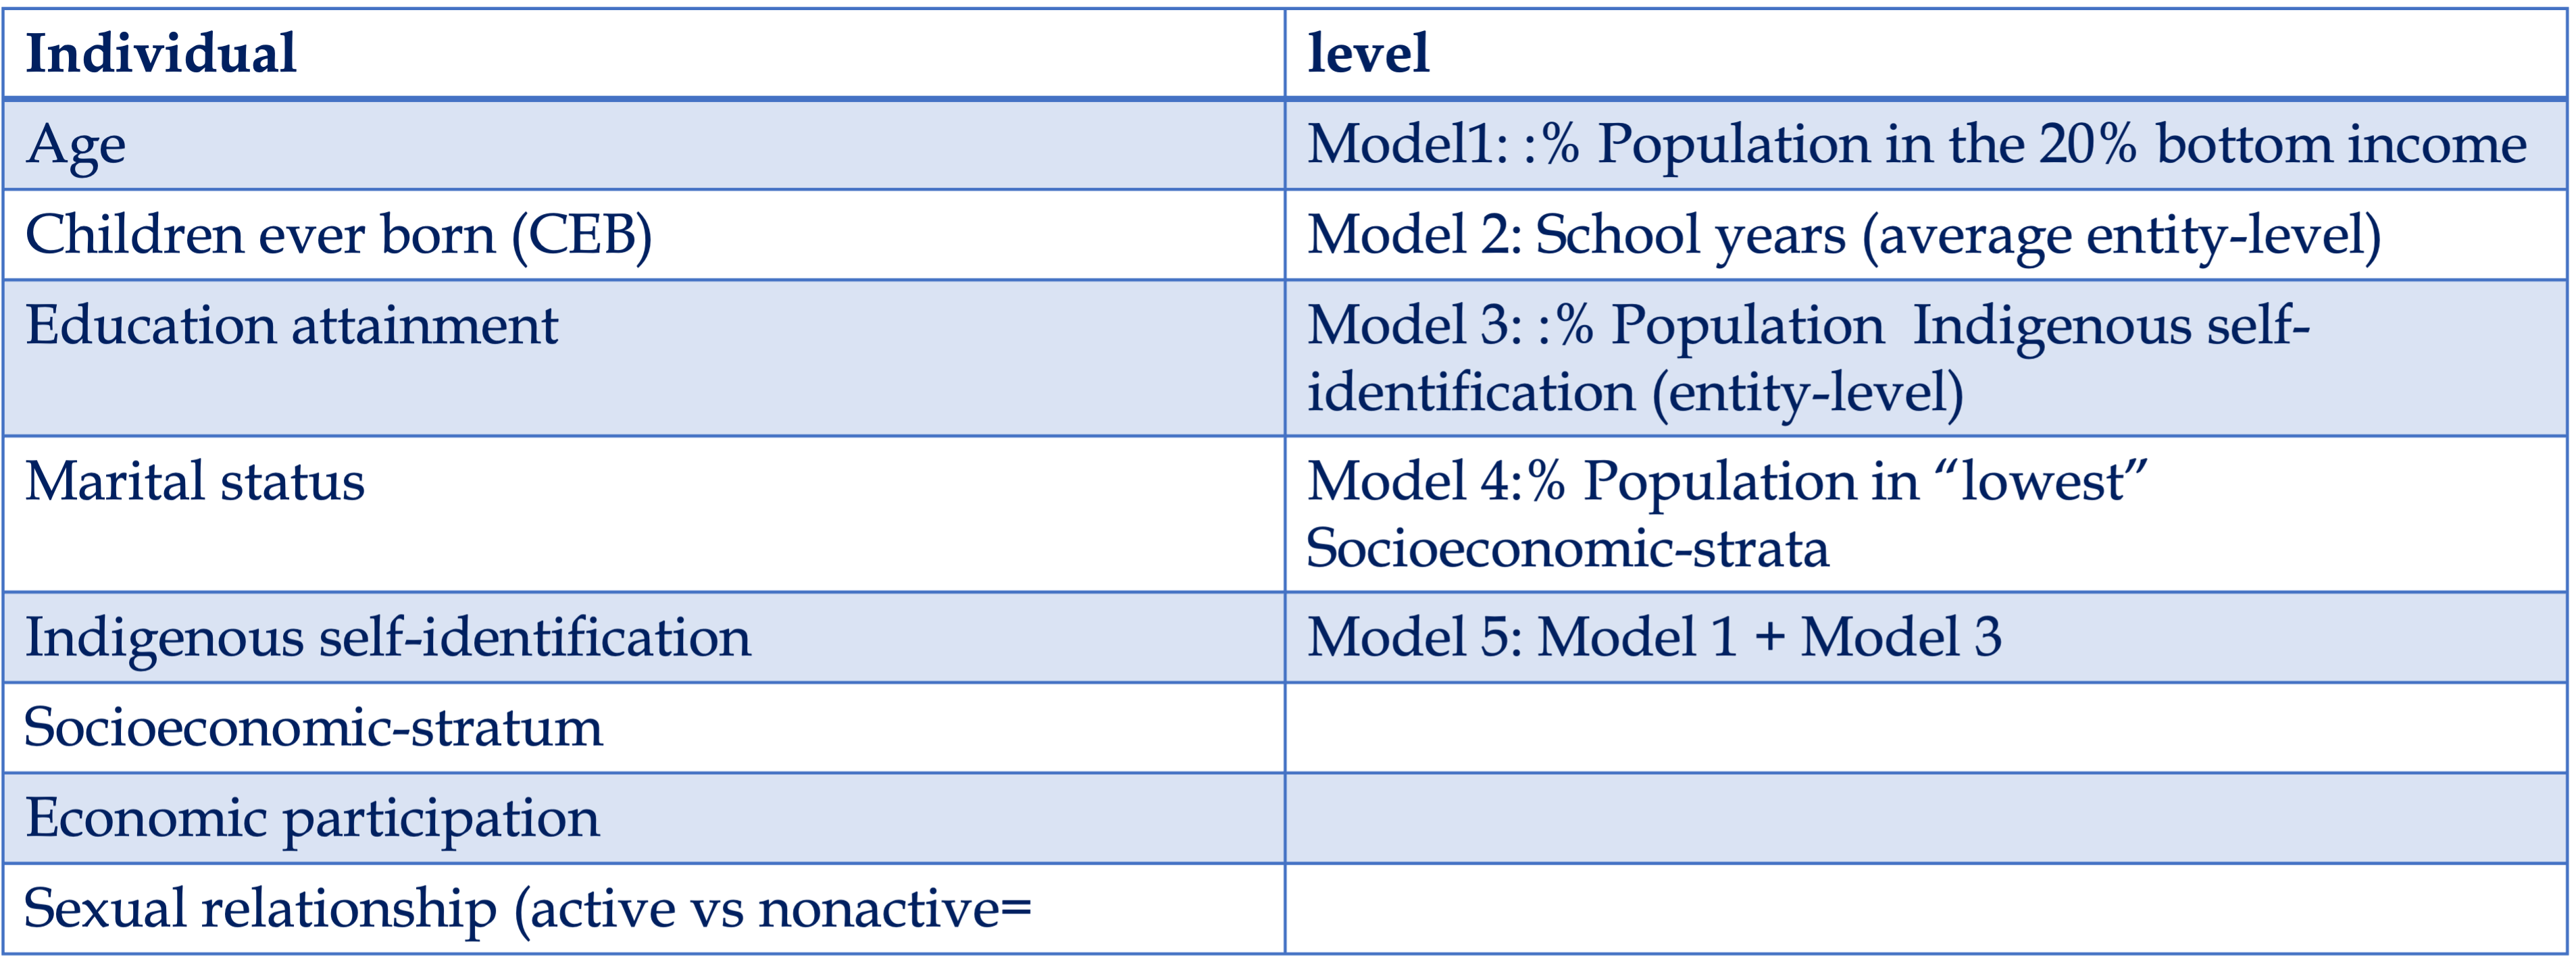 Individual level
Age Model1: :% Population in the 20% bottom income
Children ever born (CEB) Model 2: School years (average entity-level)
Education attainment Model 3: :% Population  Indigenous self-
identification (entity-level)
Marital status Model 4:% Population in “lowest”
Socioeconomic-strata
Indigenous self-identification Model 5: Model 1 + Model 3
Socioeconomic-stratum
Economic participation
Sexual relationship (active vs nonactive=